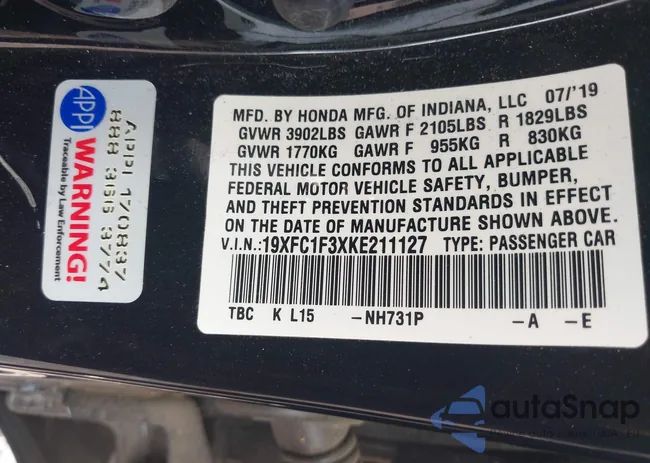 APPI
WARNING!
Traceable by Law Enforcement
APPI 170837
888 366 3774
MFD. BY HONDA MFG. OF INDIANA, LLC 07/'19
GVWR 3902LBS GAWR F 2105LBS R 1829LBS
GVWR 1770KG GAWR F 955KG R 830KG
THIS VEHICLE CONFORMS TO ALL APPLICABLE
FEDERAL MOTOR VEHICLE SAFETY, BUMPER,
AND THEFT PREVENTION STANDARDS IN EFFECT
ON THE DATE OF MANUFACTURE SHOWN ABOVE.
V.I.N.:19XFC1F3XKE211127 TYPE: PASSENGER CAR
TBC K L15 -NH731P -A -E
autoSnap